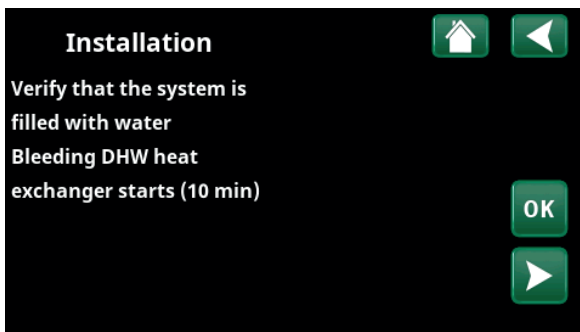 Installation
Verify that the system is
filled with water
Bleeding DHW heat
exchanger starts (10 min)
OK